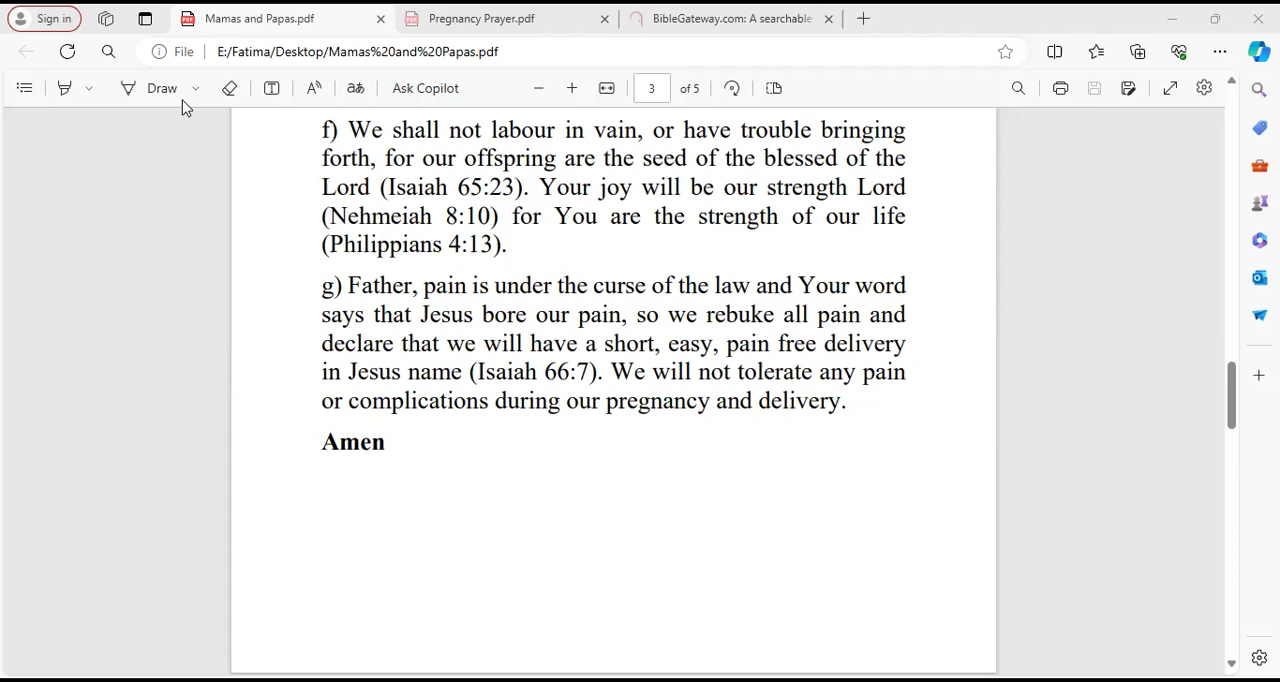 Sign in
Mamas and Papas.pdf
Pregnancy Prayer.pdf
BibleGateway.com: A searchable
File
E:/Fatima/Desktop/Mamas%20and%20Papas.pdf
Draw
Ask Copilot
3
of 5
f) We shall not labour in vain, or have trouble bringing
forth, for our offspring are the seed of the blessed of the
Lord (Isaiah 65:23). Your joy will be our strength Lord
(Nehmeiah 8:10) for You are the strength of our life
(Philippians 4:13).
g) Father, pain is under the curse of the law and Your word
says that Jesus bore our pain, so we rebuke all pain and
declare that we will have a short, easy, pain free delivery
in Jesus name (Isaiah 66:7). We will not tolerate any pain
or complications during our pregnancy and delivery.
Amen